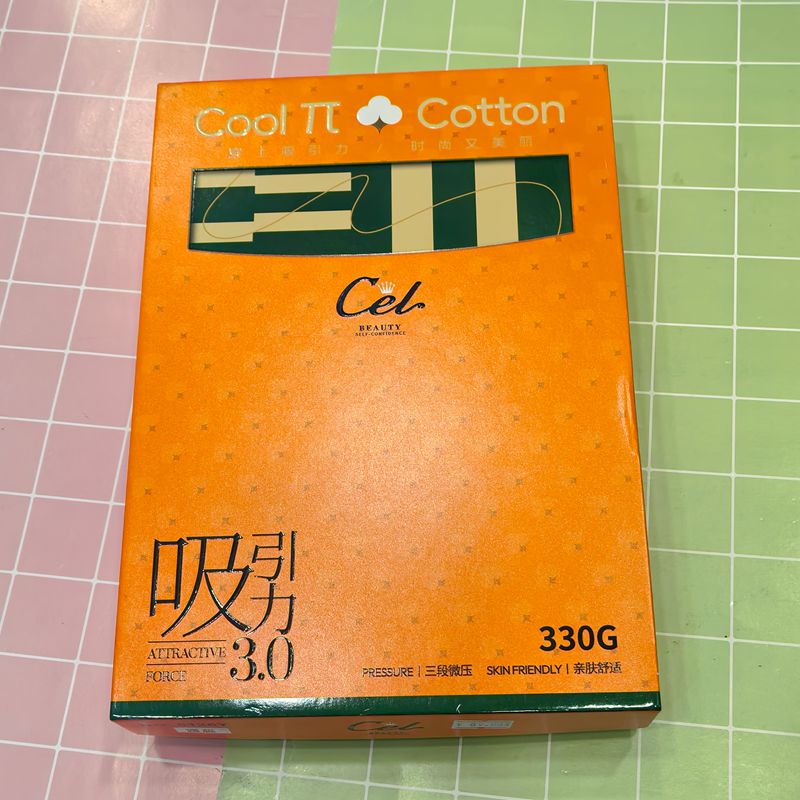 Cool π Cotton
穿上吸引力 / 时尚又美丽
Cel
BEAUTY
SELF-CONFIDENCE
吸引力
3.0
ATTRACTIVE
FORCE
330G
PRESSURE | 三段微压 SKIN FRIENDLY | 亲肤舒适
Cel